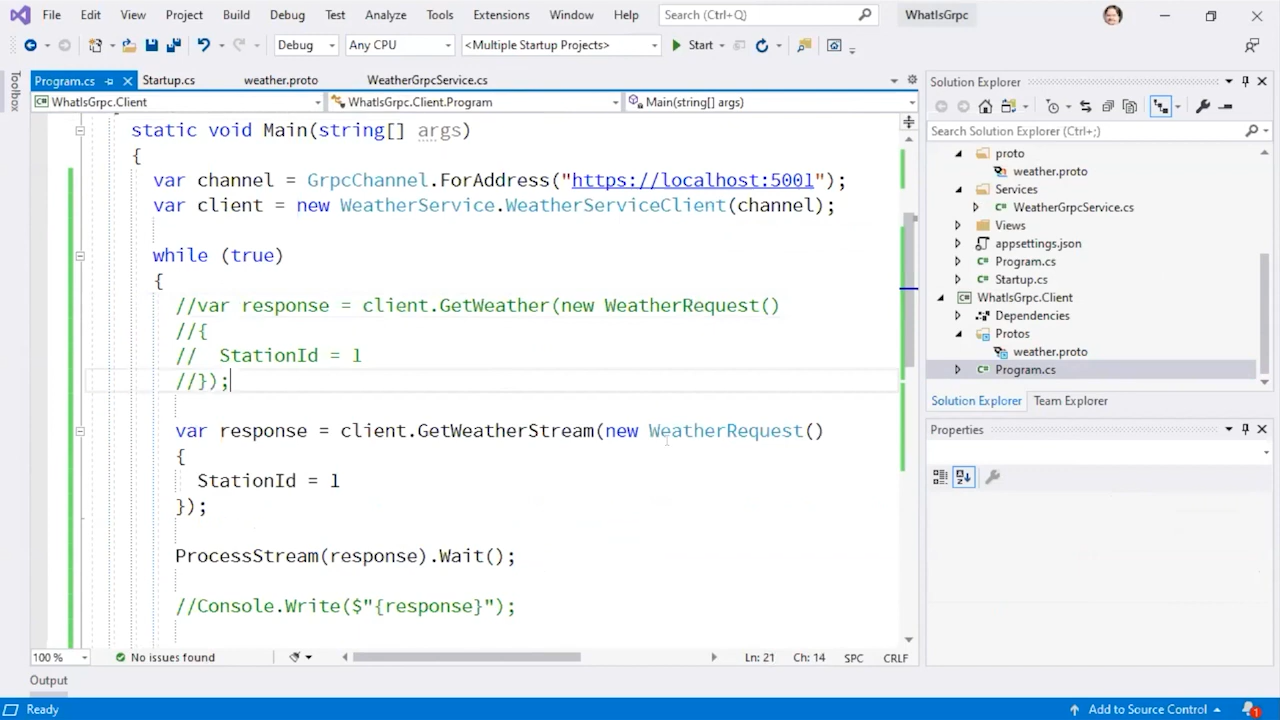 File Edit View Project Build Debug Test Analyze Tools Extensions Window Help Search (Ctrl+Q) WhatIsGrpc
Debug Any CPU <Multiple Startup Projects> Start
Toolbox
Program.cs Startup.cs weather.proto WeatherGrpcService.cs
WhatIsGrpc.Client WhatIsGrpc.Client.Program Main(string[] args)
static void Main(string[] args)
{
var channel = GrpcChannel.ForAddress("https://localhost:5001");
var client = new WeatherService.WeatherServiceClient(channel);
while (true)
{
//var response = client.GetWeather(new WeatherRequest()
//{
//  StationId = 1
//});
var response = client.GetWeatherStream(new WeatherRequest()
{
StationId = 1
});
ProcessStream(response).Wait();
//Console.Write($"{response}");
100 % No issues found Ln: 21 Ch: 14 SPC CRLF
Output
Solution Explorer
Search Solution Explorer (Ctrl+;)
proto
weather.proto
Services
WeatherGrpcService.cs
Views
appsettings.json
Program.cs
Startup.cs
WhatIsGrpc.Client
Dependencies
Protos
weather.proto
Program.cs
Solution Explorer Team Explorer
Properties
Ready Add to Source Control 1